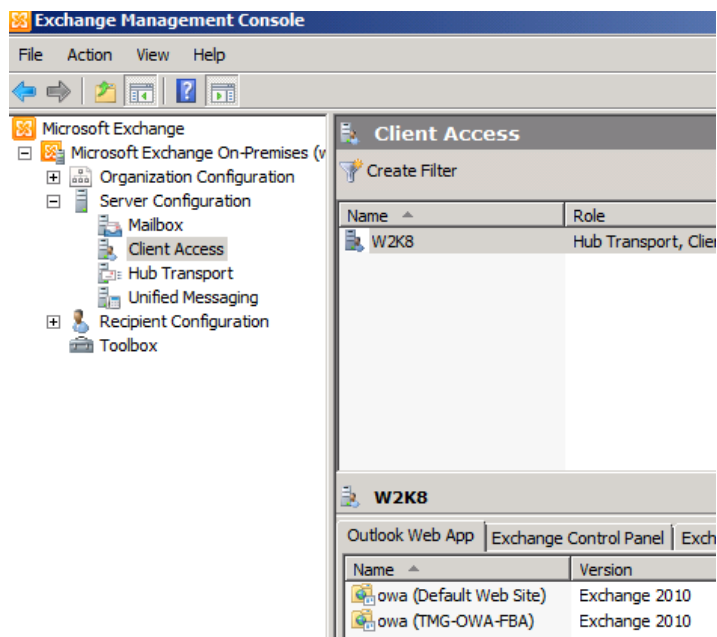 Exchange Management Console
File Action View Help
Microsoft Exchange
Microsoft Exchange On-Premises (w
Organization Configuration
Server Configuration
Mailbox
Client Access
Hub Transport
Unified Messaging
Recipient Configuration
Toolbox
Client Access
Create Filter
Name Role
W2K8 Hub Transport, Clier
W2K8
Outlook Web App Exchange Control Panel Exch
Name Version
owa (Default Web Site) Exchange 2010
owa (TMG-OWA-FBA) Exchange 2010